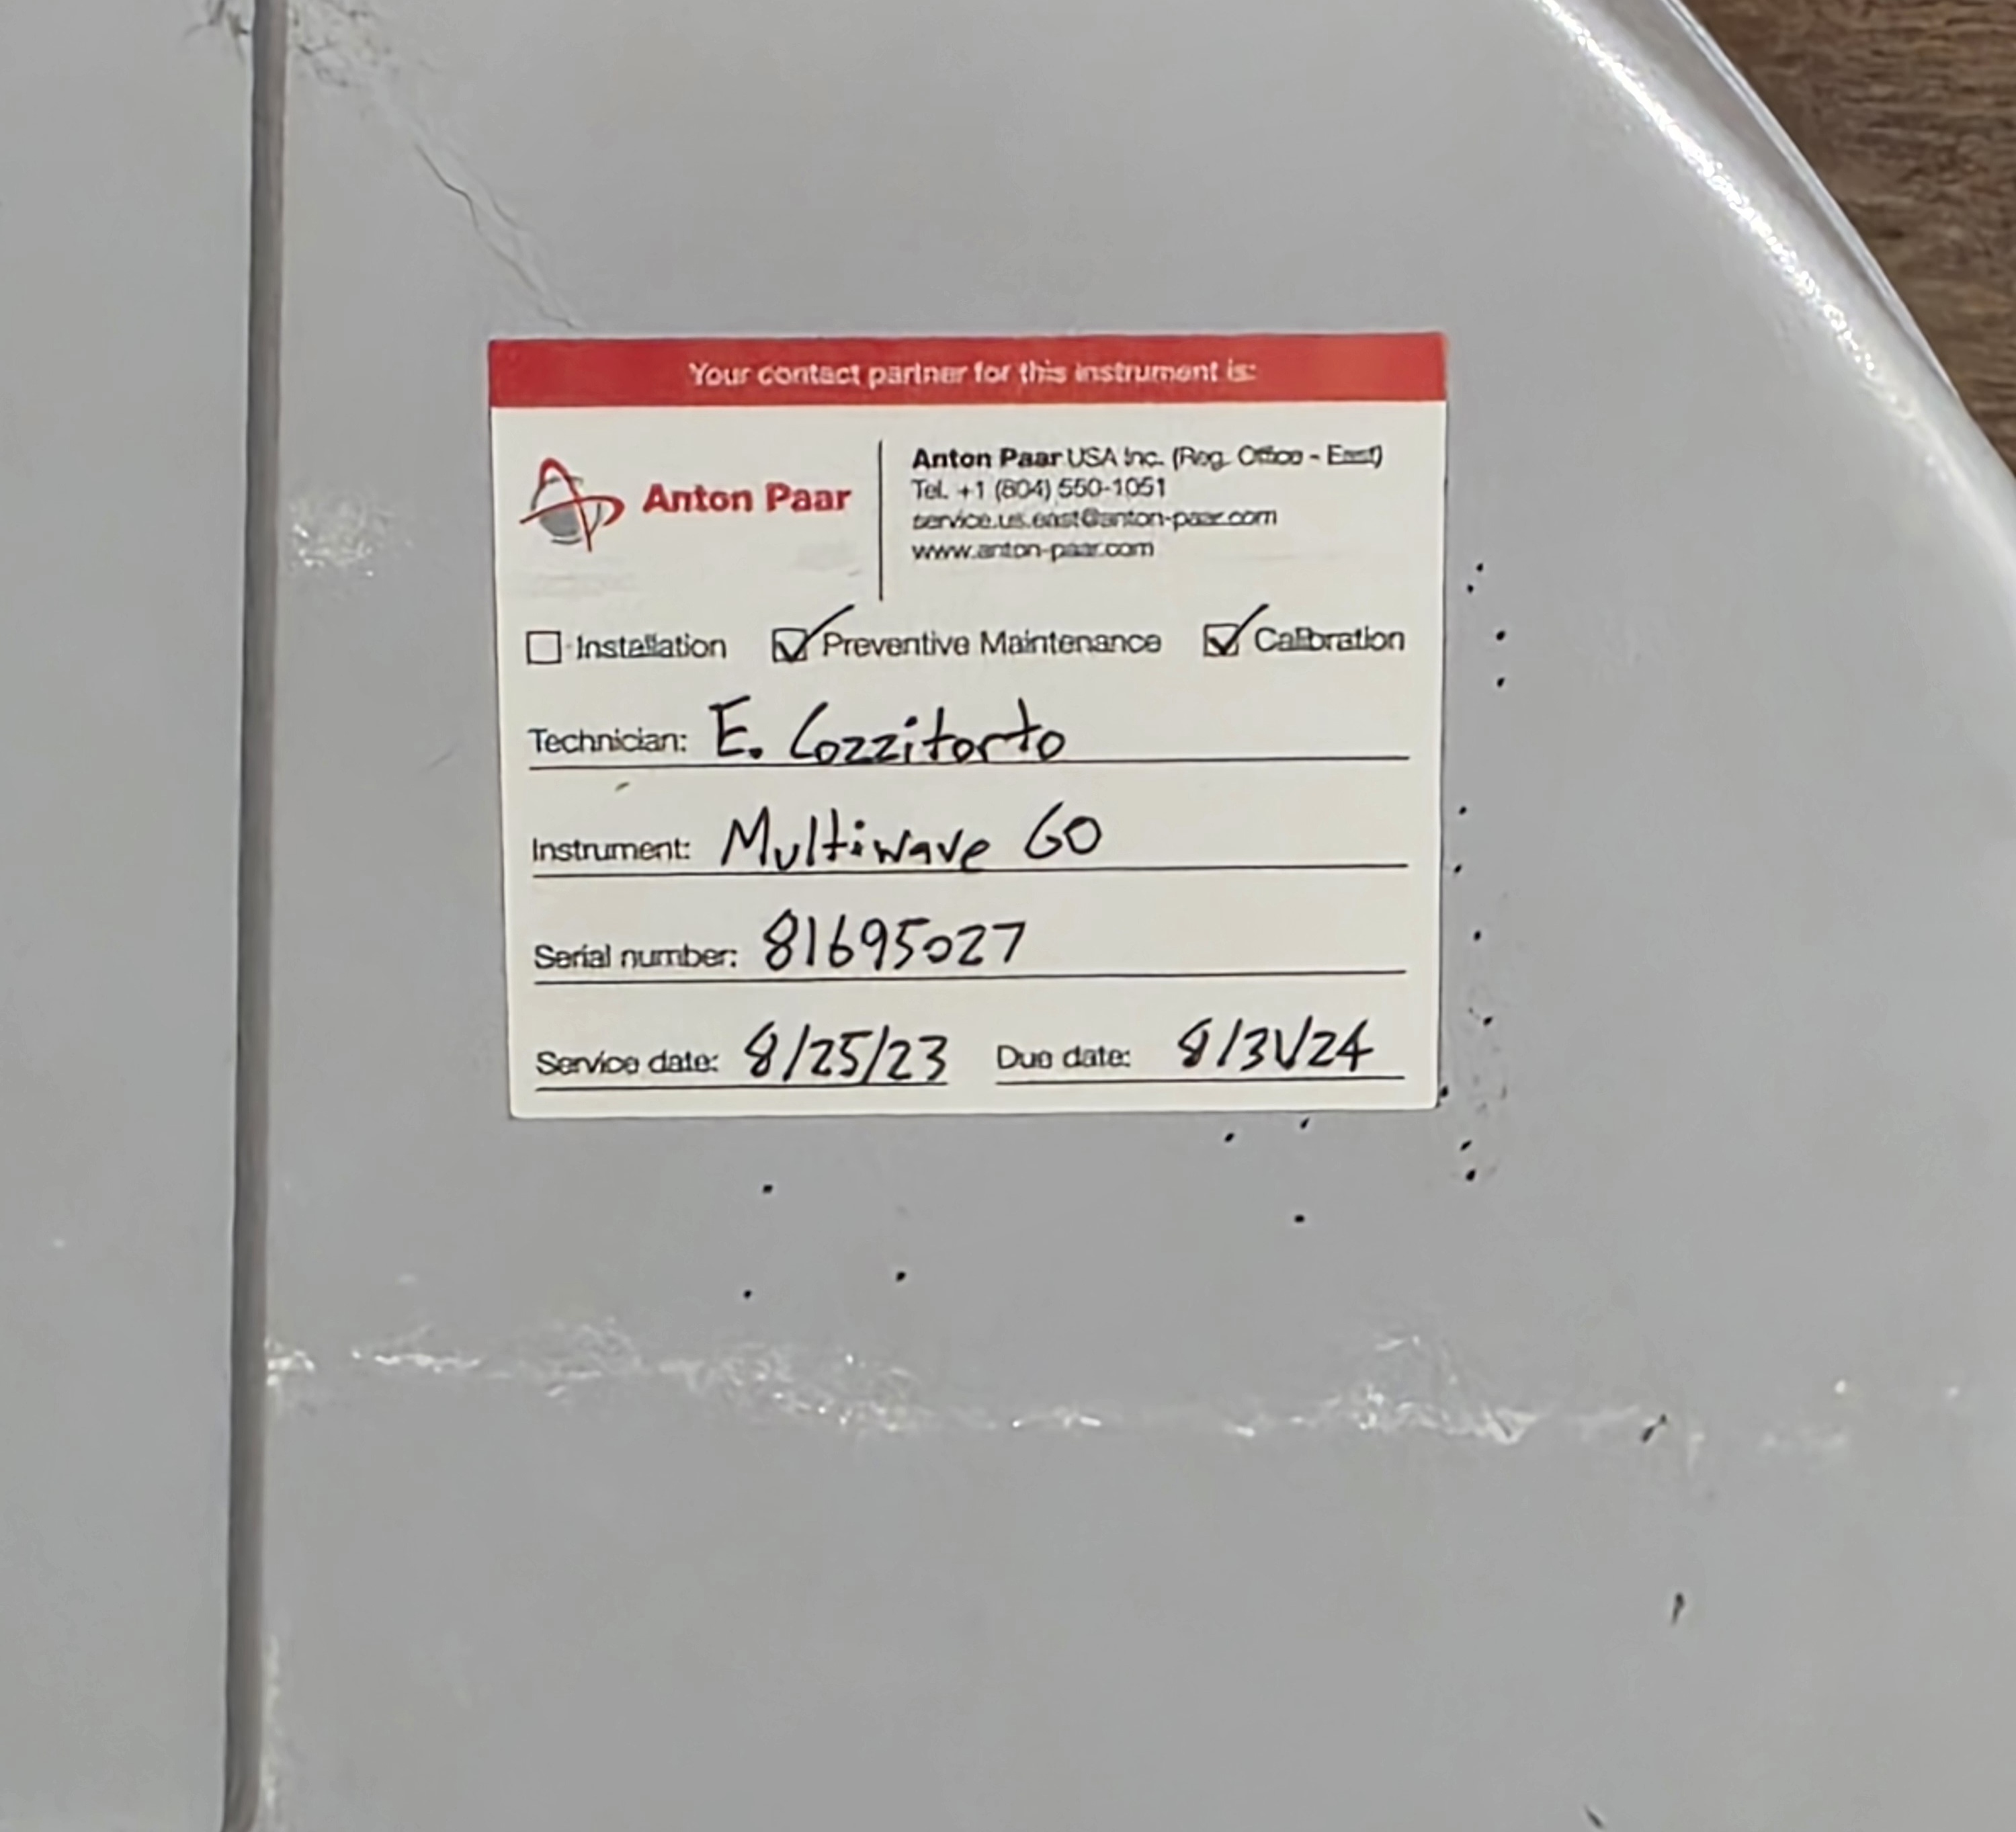 Your contact partner for this instrument is:
Anton Paar
Anton Paar USA Inc. (Reg. Office - East)
Tel. +1 (804) 550-1051
service.us.east@anton-paar.com
www.anton-paar.com
Installation Preventive Maintenance Calibration
Technician: E. Cozzitorto
Instrument: Multiwave GO
Serial number: 81695027
Service date: 8/25/23 Due date: 8/31/24